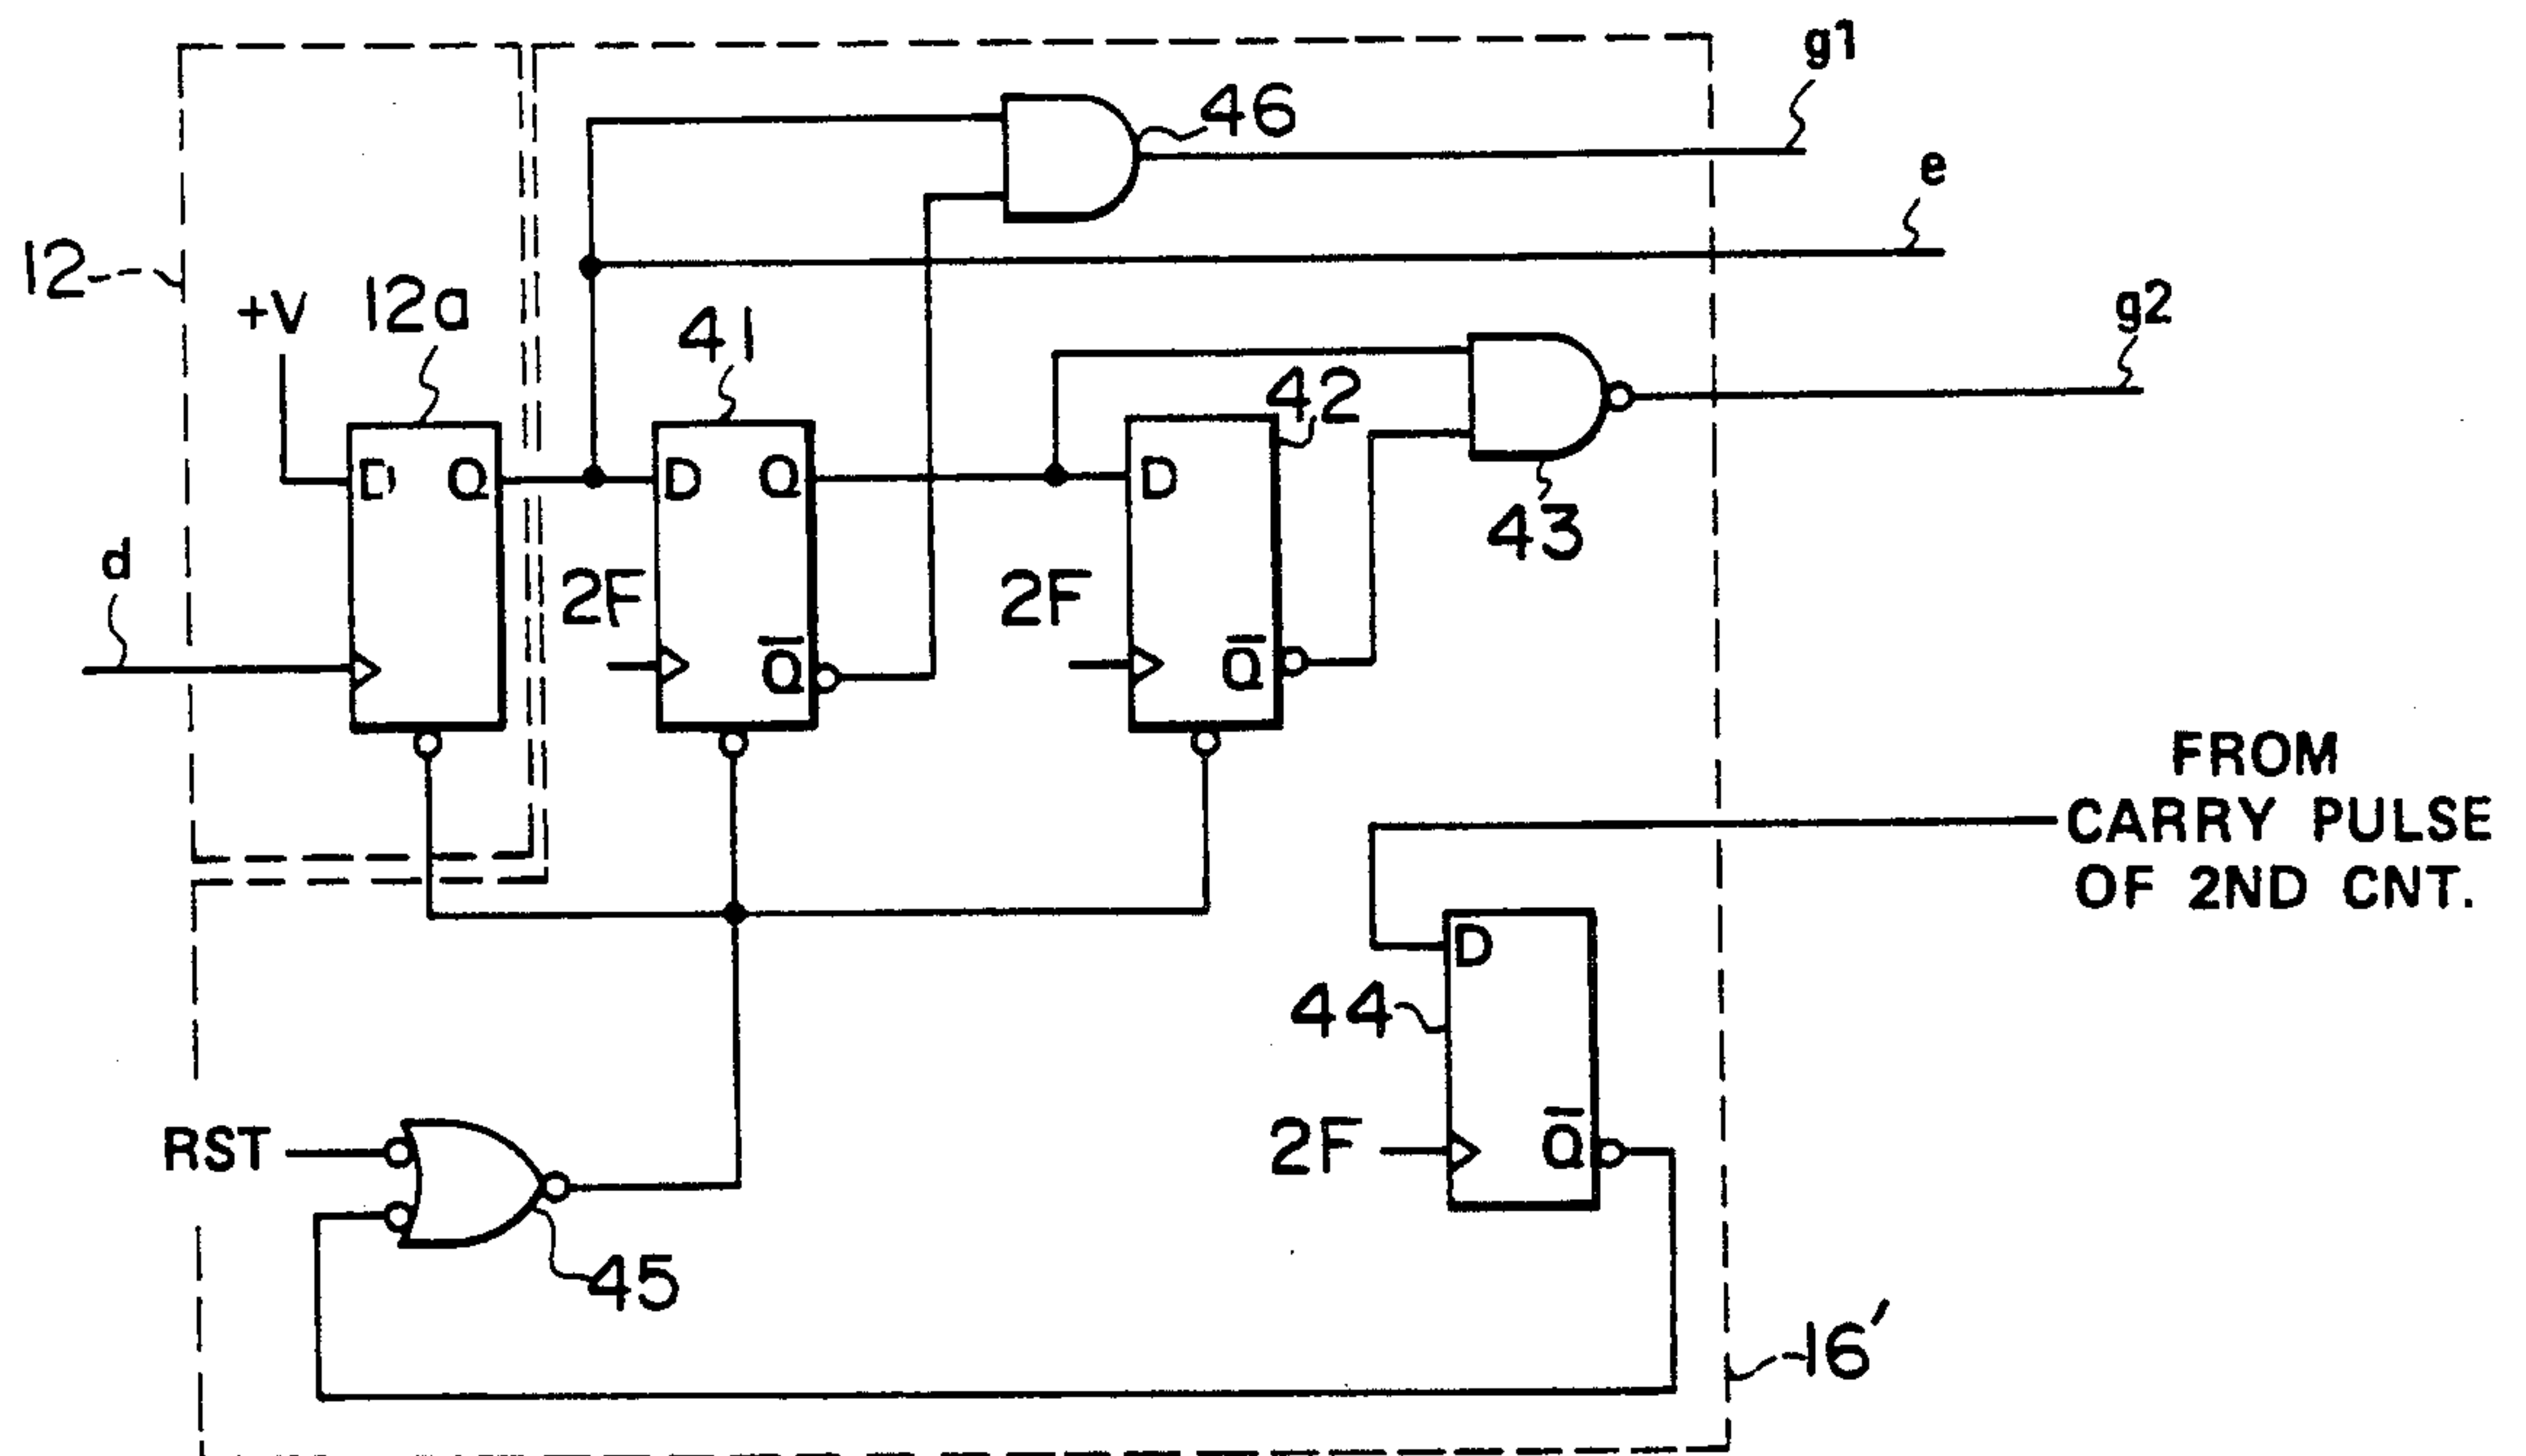 g1
46
e
12
+V
12a
41
g2
42
D
Q
D
Q
D
43
d
2F
2F
Q̅
Q̅
FROM
CARRY PULSE
OF 2ND CNT.
D
44
RST
2F
Q̅
45
16'